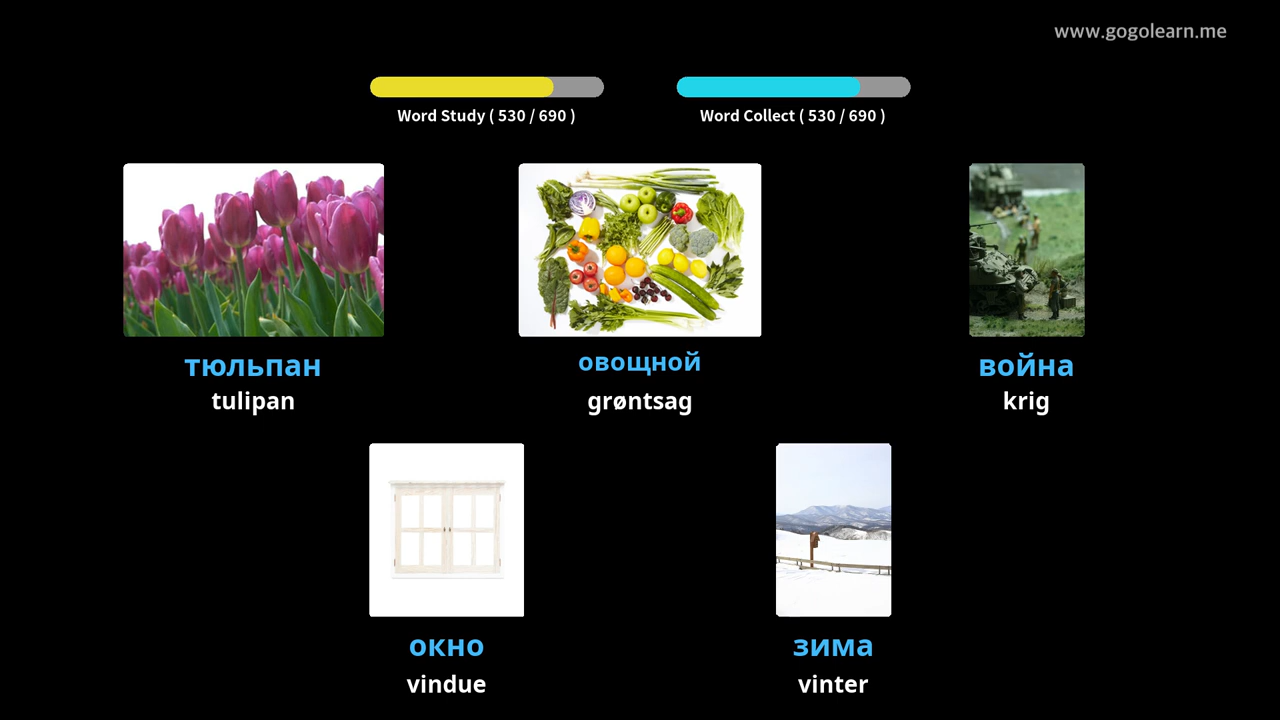 www.gogolearn.me
Word Study ( 530 / 690 )
Word Collect ( 530 / 690 )
тюльпан
tulipan
овощной
grøntsag
война
krig
окно
vindue
зима
vinter